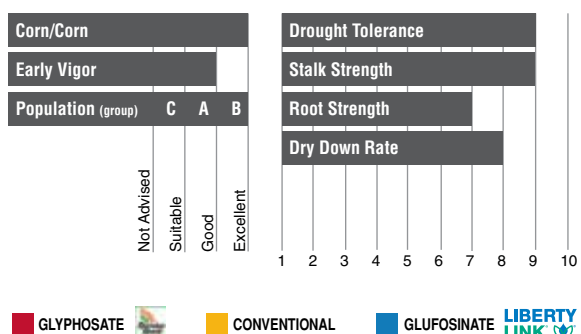 Corn/Corn
Early Vigor
Population (group) C A B
Not Advised
Suitable
Good
Excellent
Drought Tolerance
Stalk Strength
Root Strength
Dry Down Rate
1 2 3 4 5 6 7 8 9 10
GLYPHOSATE
CONVENTIONAL
GLUFOSINATE
LIBERTY
LINK